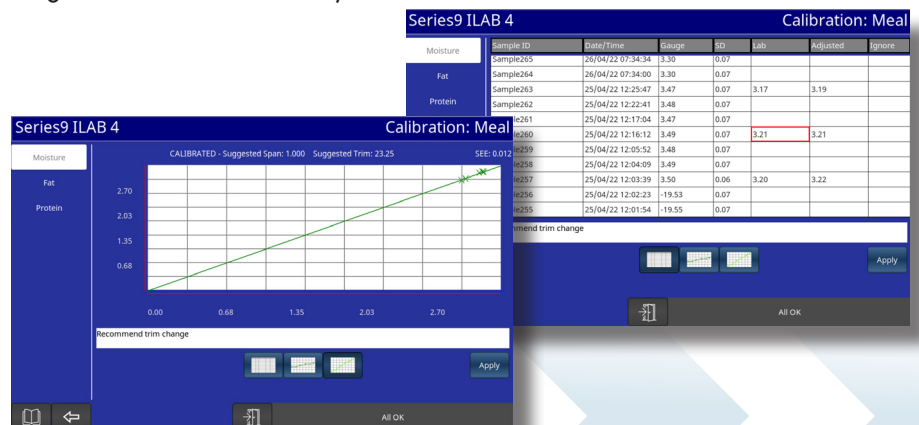 Series9 ILAB 4 Calibration: Meal
Moisture
Fat
Protein
Sample ID Date/Time Gauge SD Lab Adjusted Ignore
Sample265 26/04/22 07:34:34 3.30 0.07
Sample264 26/04/22 07:34:00 3.30 0.07
Sample263 25/04/22 12:25:47 3.47 0.07 3.17 3.19
Sample262 25/04/22 12:22:41 3.48 0.07
25/04/22 12:17:04 3.47 0.07
25/04/22 12:16:12 3.49 0.07 3.21 3.21
25/04/22 12:05:52 3.48 0.07
25/04/22 12:04:09 3.49 0.07
25/04/22 12:03:39 3.50 0.06 3.20 3.22
25/04/22 12:02:23 -19.53 0.07
25/04/22 12:01:54 -19.55 0.07
trim change
Apply
All OK
Series9 ILAB 4 Calibration: Meal
Moisture
Fat
Protein
CALIBRATED - Suggested Span: 1.000 Suggested Trim: 23.25 SEE: 0.012
2.70
2.03
1.35
0.68
0.00 0.68 1.35 2.03 2.70
Recommend trim change
Apply
All OK